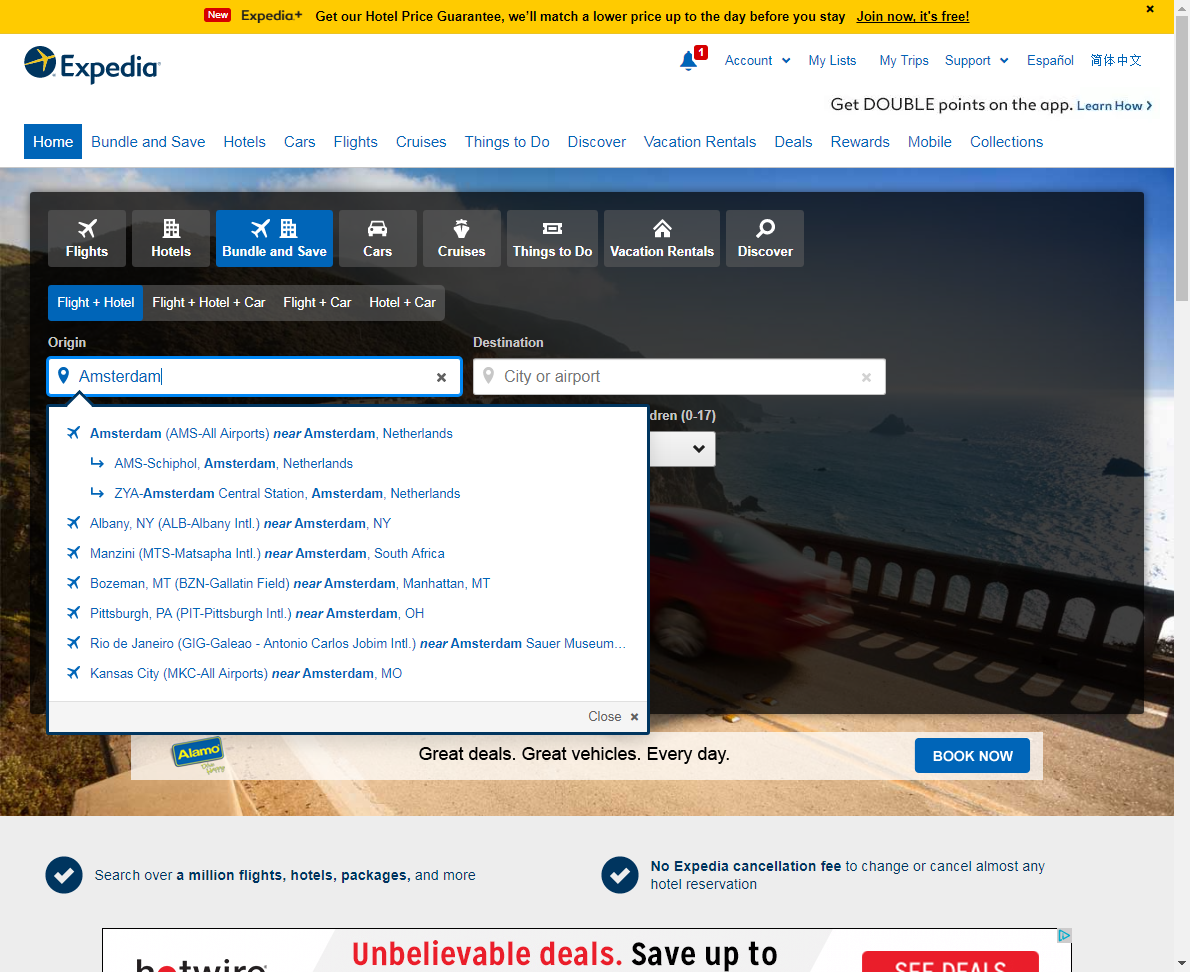 New Expedia+ Get our Hotel Price Guarantee, we'll match a lower price up to the day before you stay Join now, it's free!
Expedia
1 Account My Lists My Trips Support Español 简体中文
Get DOUBLE points on the app. Learn How
Home Bundle and Save Hotels Cars Flights Cruises Things to Do Discover Vacation Rentals Deals Rewards Mobile Collections
Flights Hotels Bundle and Save Cars Cruises Things to Do Vacation Rentals Discover
Flight + Hotel Flight + Hotel + Car Flight + Car Hotel + Car
Origin Destination
Amsterdam City or airport
dren (0-17)
Amsterdam (AMS-All Airports) near Amsterdam, Netherlands
AMS-Schiphol, Amsterdam, Netherlands
ZYA-Amsterdam Central Station, Amsterdam, Netherlands
Albany, NY (ALB-Albany Intl.) near Amsterdam, NY
Manzini (MTS-Matsapha Intl.) near Amsterdam, South Africa
Bozeman, MT (BZN-Gallatin Field) near Amsterdam, Manhattan, MT
Pittsburgh, PA (PIT-Pittsburgh Intl.) near Amsterdam, OH
Rio de Janeiro (GIG-Galeao - Antonio Carlos Jobim Intl.) near Amsterdam Sauer Museum…
Kansas City (MKC-All Airports) near Amsterdam, MO
Close
Alamo Great deals. Great vehicles. Every day. BOOK NOW
Search over a million flights, hotels, packages, and more
No Expedia cancellation fee to change or cancel almost any
hotel reservation
Unbelievable deals. Save up to
hotwire SEE DEALS